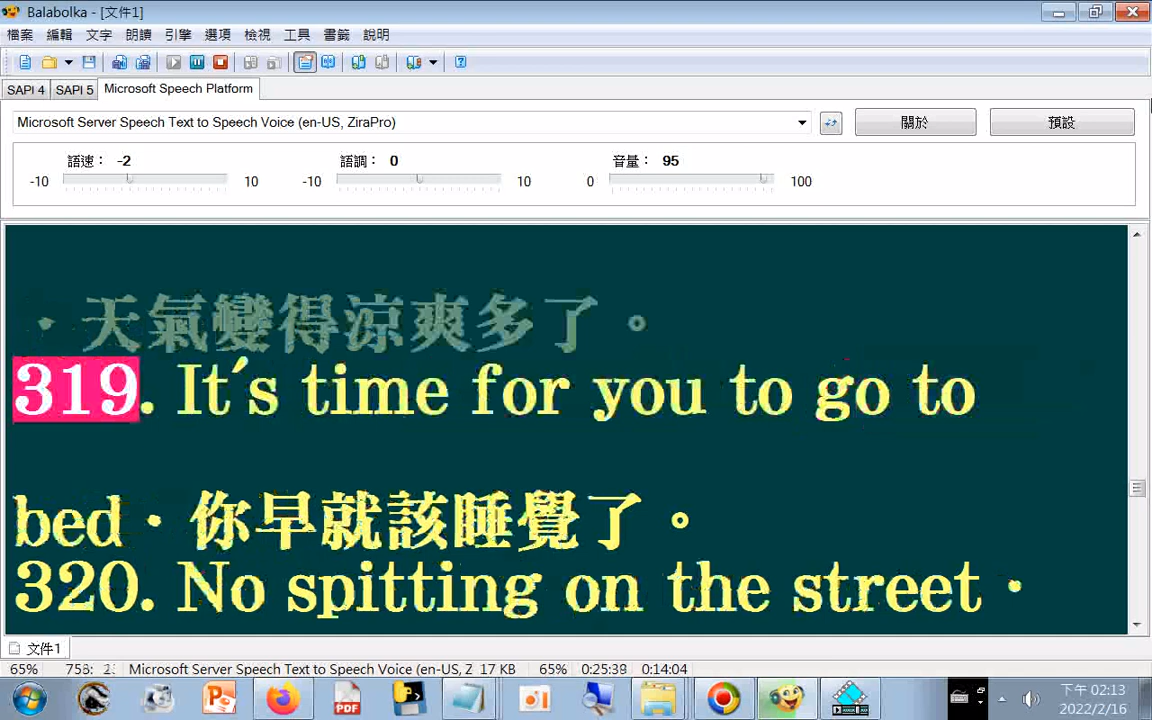 Balabolka - [文件1]
檔案 編輯 文字 朗讀 引擎 選項 檢視 工具 書籤 說明
SAPI 4 SAPI 5 Microsoft Speech Platform
Microsoft Server Speech Text to Speech Voice (en-US, ZiraPro) 關於 預設
語速： -2 語調： 0 音量： 95
-10 10 -10 10 0 100
．天氣變得涼爽多了。
319. It's time for you to go to
bed．你早就該睡覺了。
320. No spitting on the street．
文件1
65% Microsoft Server Speech Text to Speech Voice (en-US, Z 17 KB 65% 0:25:39 0:14:04
PDF
下午 02:13
2022/2/16